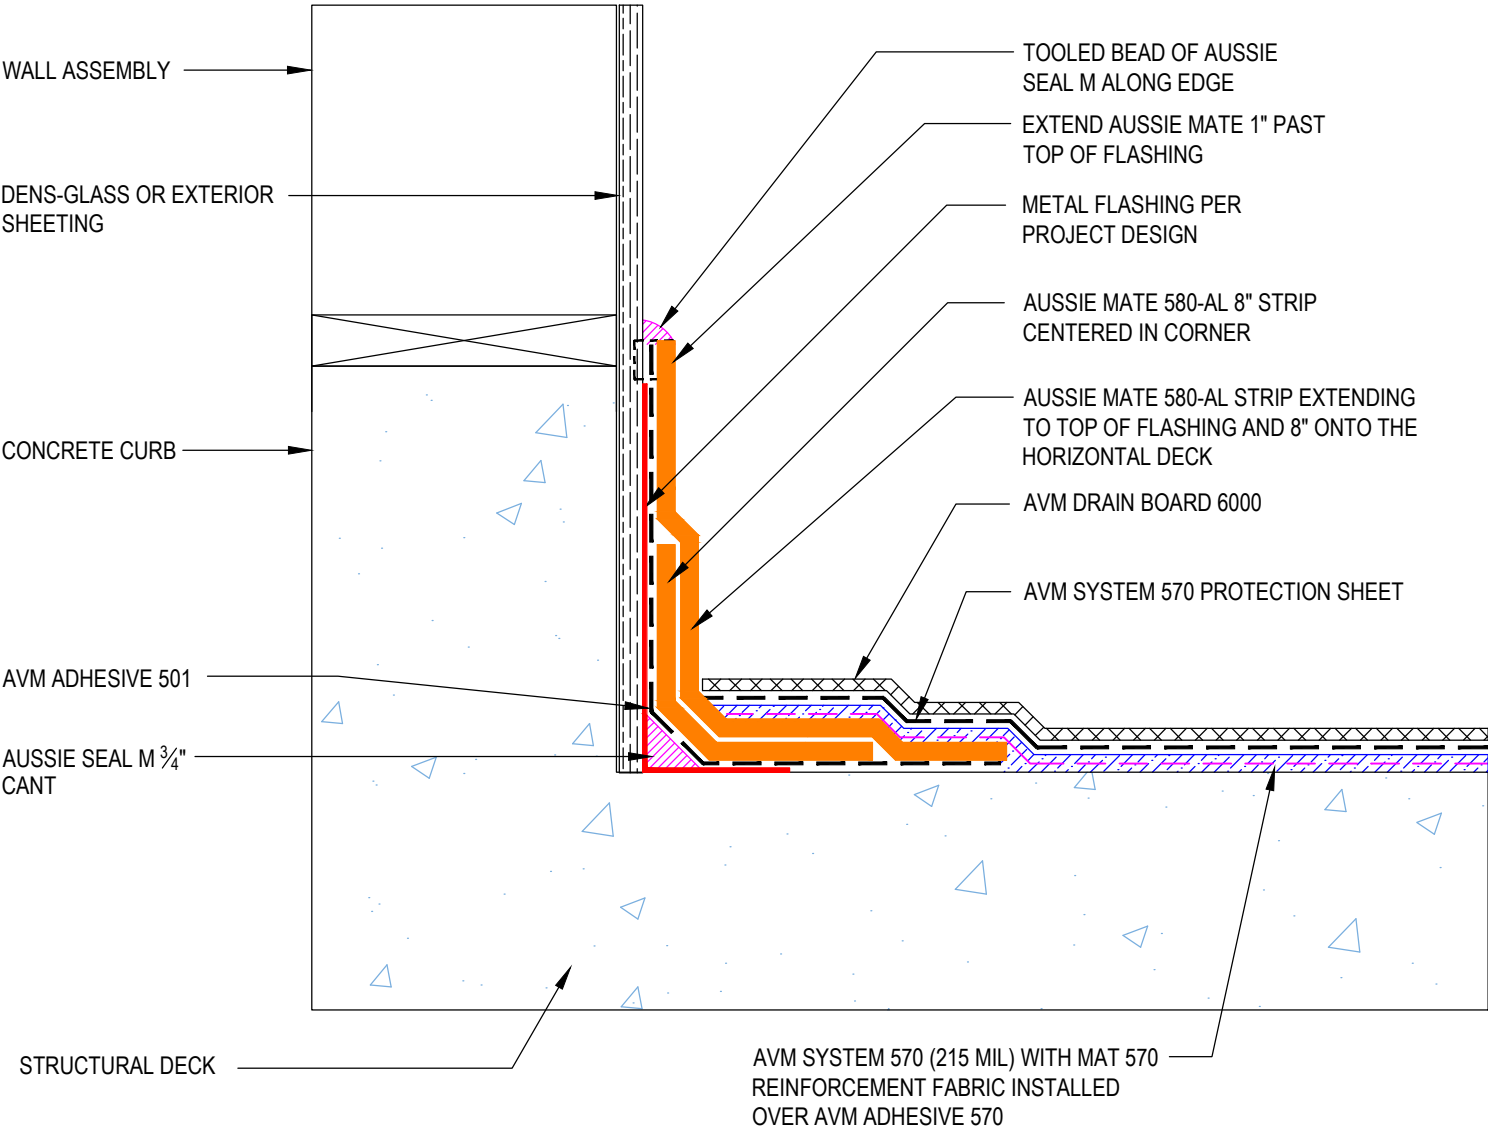 WALL ASSEMBLY
DENS-GLASS OR EXTERIOR
SHEETING
CONCRETE CURB
AVM ADHESIVE 501
AUSSIE SEAL M 3/4"
CANT
STRUCTURAL DECK
TOOLED BEAD OF AUSSIE
SEAL M ALONG EDGE
EXTEND AUSSIE MATE 1" PAST
TOP OF FLASHING
METAL FLASHING PER
PROJECT DESIGN
AUSSIE MATE 580-AL 8" STRIP
CENTERED IN CORNER
AUSSIE MATE 580-AL STRIP EXTENDING
TO TOP OF FLASHING AND 8" ONTO THE
HORIZONTAL DECK
AVM DRAIN BOARD 6000
AVM SYSTEM 570 PROTECTION SHEET
AVM SYSTEM 570 (215 MIL) WITH MAT 570
REINFORCEMENT FABRIC INSTALLED
OVER AVM ADHESIVE 570